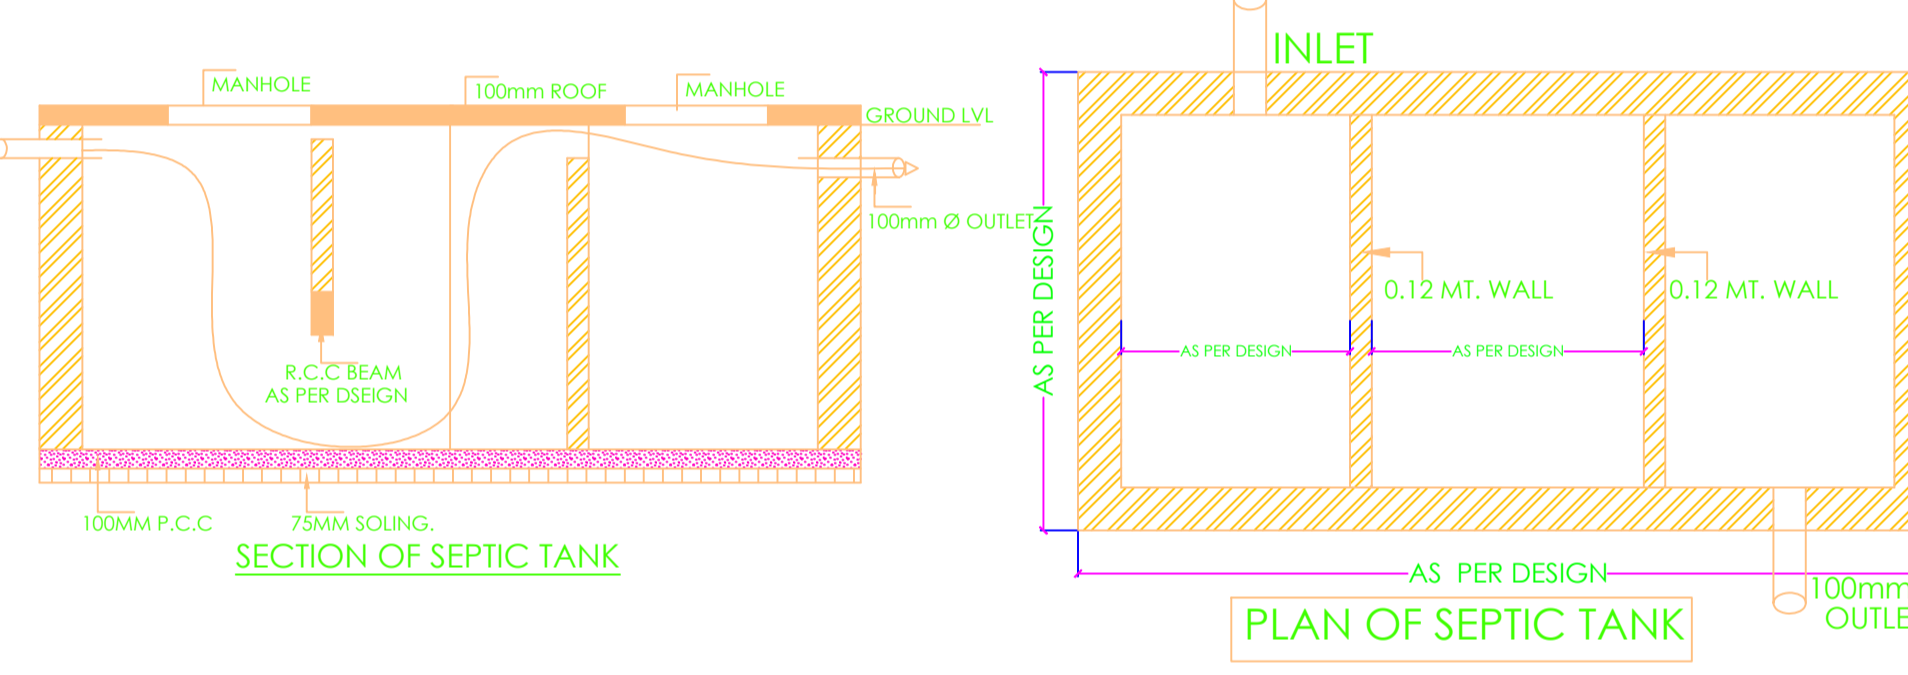 MANHOLE
100mm ROOF
MANHOLE
GROUND LVL
100mm Ø OUTLET
R.C.C BEAM
AS PER DSEIGN
100MM P.C.C
75MM SOLING.
SECTION OF SEPTIC TANK
INLET
AS PER DESIGN
0.12 MT. WALL
0.12 MT. WALL
AS PER DESIGN
AS PER DESIGN
AS PER DESIGN
100mm
OUTLE
PLAN OF SEPTIC TANK